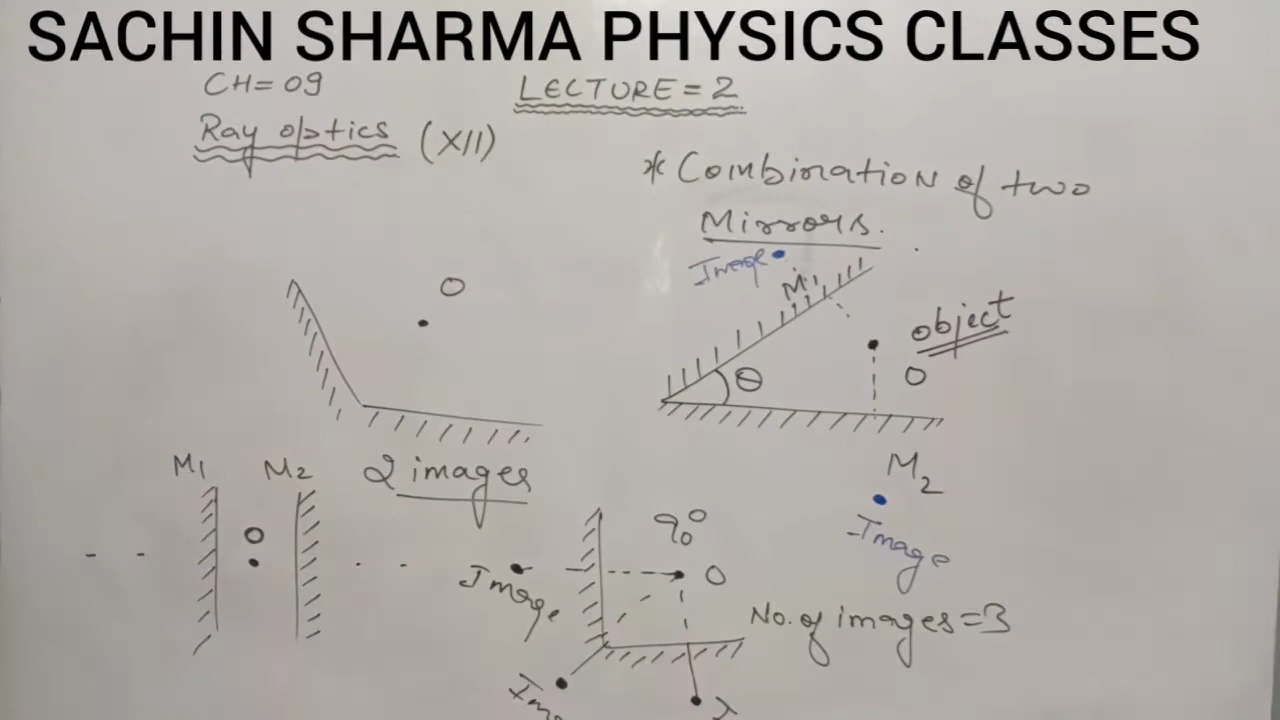 SACHIN SHARMA PHYSICS CLASSES
CH=09
LECTURE=2
Ray optics (XII)
* Combination of two
Mirrors.
Image
M1
object
O
O
θ
M2
Image
M1 M2
2 images
O
90°
O
Image
No. of images=3
I